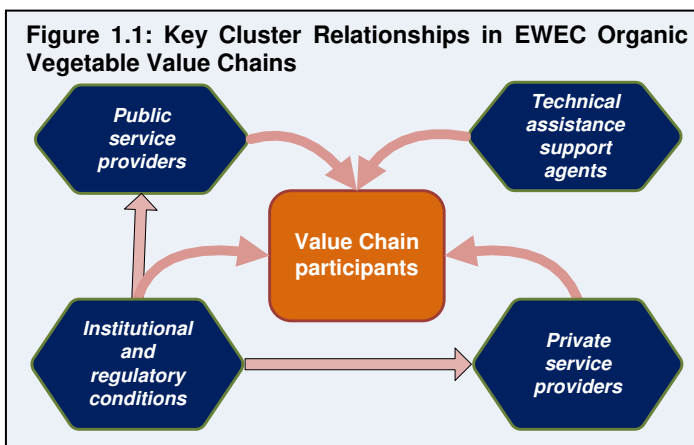 Figure 1.1: Key Cluster Relationships in EWEC Organic
Vegetable Value Chains
Public
service
providers
Technical
assistance
support
agents
Value Chain
participants
Institutional
and
regulatory
conditions
Private
service
providers